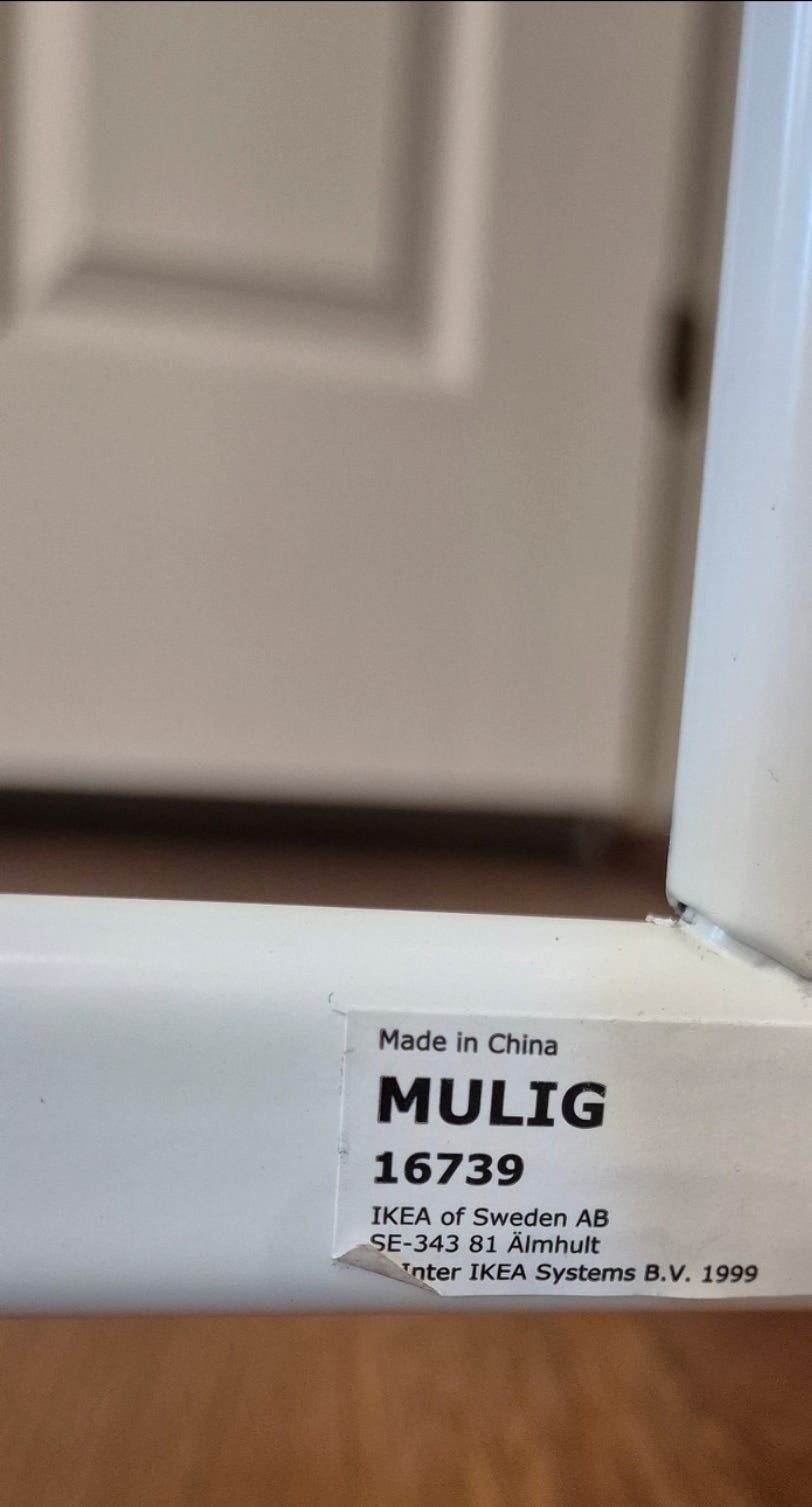 Made in China
MULIG
16739
IKEA of Sweden AB
SE-343 81 Älmhult
Inter IKEA Systems B.V. 1999